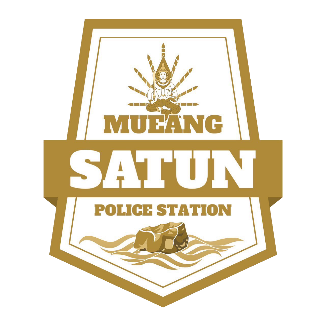 MUEANG
SATUN
POLICE STATION